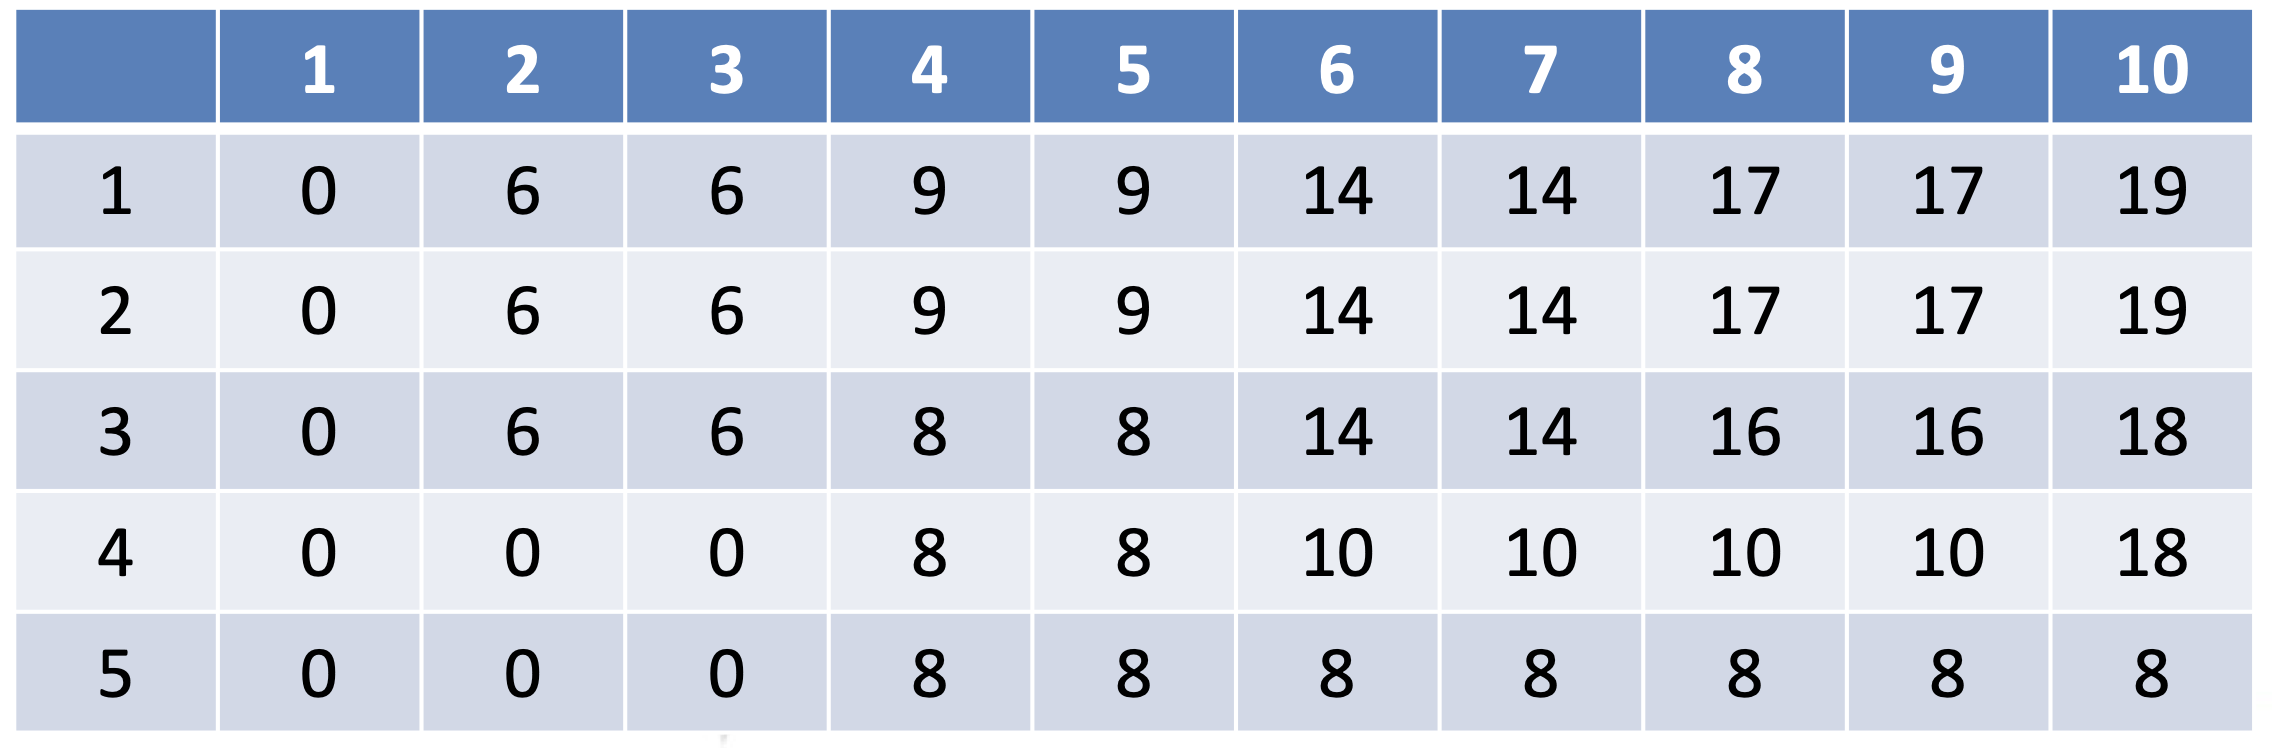 1 2 3 4 5 6 7 8 9 10
1 0 6 6 9 9 14 14 17 17 19
2 0 6 6 9 9 14 14 17 17 19
3 0 6 6 8 8 14 14 16 16 18
4 0 0 0 8 8 10 10 10 10 18
5 0 0 0 8 8 8 8 8 8 8